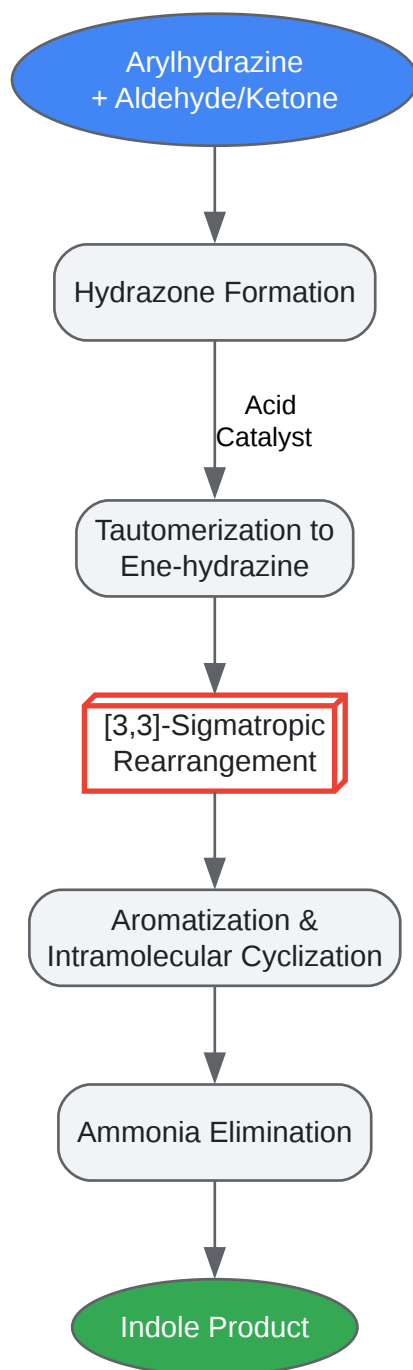 Arylhydrazine
+ Aldehyde/Ketone
Hydrazone Formation
Acid
Catalyst
Tautomerization to
Ene-hydrazine
[3,3]-Sigmatropic
Rearrangement
Aromatization &
Intramolecular Cyclization
Ammonia Elimination
Indole Product